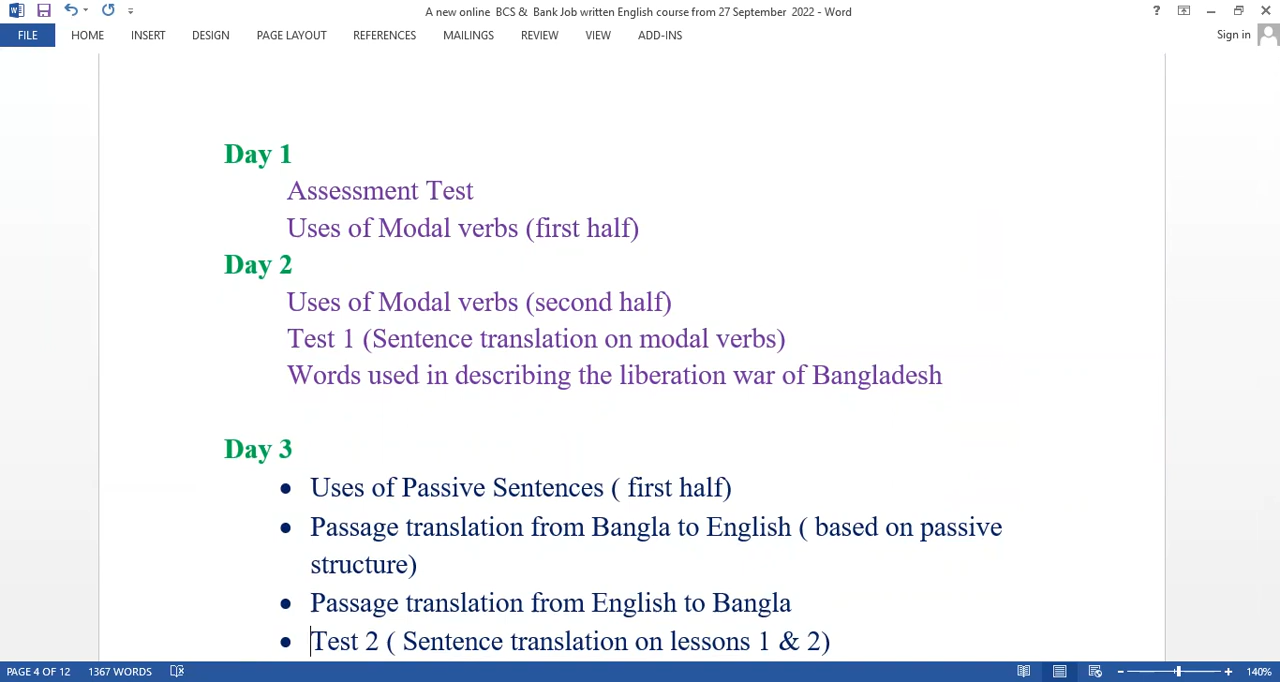 A new online BCS & Bank Job written English course from 27 September 2022 - Word
?
FILE HOME INSERT DESIGN PAGE LAYOUT REFERENCES MAILINGS REVIEW VIEW ADD-INS
Sign in
Day 1
Assessment Test
Uses of Modal verbs (first half)
Day 2
Uses of Modal verbs (second half)
Test 1 (Sentence translation on modal verbs)
Words used in describing the liberation war of Bangladesh
Day 3
• Uses of Passive Sentences ( first half)
• Passage translation from Bangla to English ( based on passive
structure)
• Passage translation from English to Bangla
• Test 2 ( Sentence translation on lessons 1 & 2)
PAGE 4 OF 12 1367 WORDS
140%